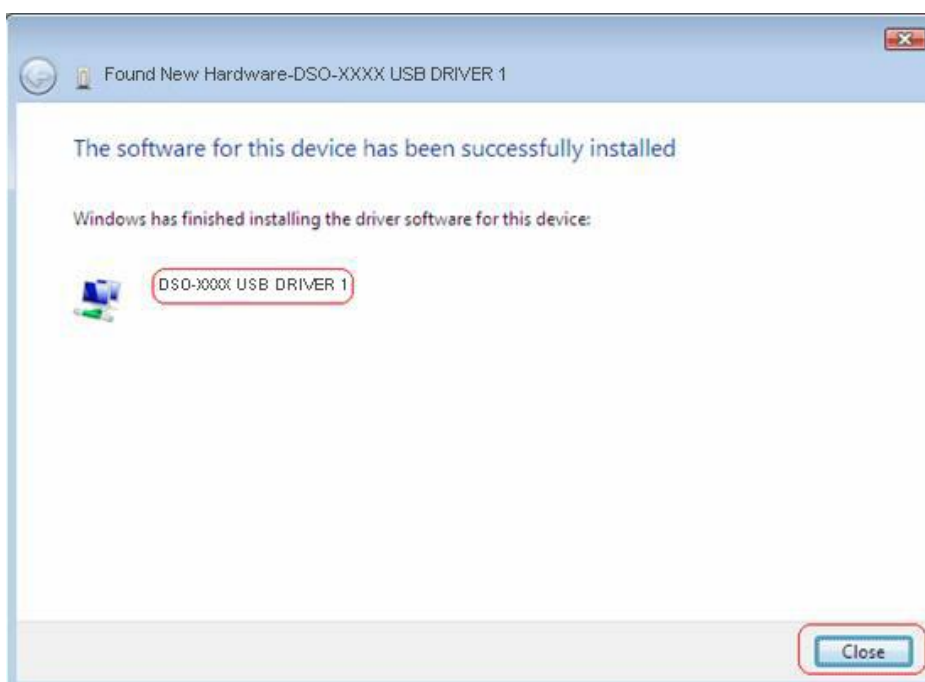 Found New Hardware-DSO-XXXX USB DRIVER 1
The software for this device has been successfully installed
Windows has finished installing the driver software for this device:
DSO-XXXX USB DRIVER 1
Close